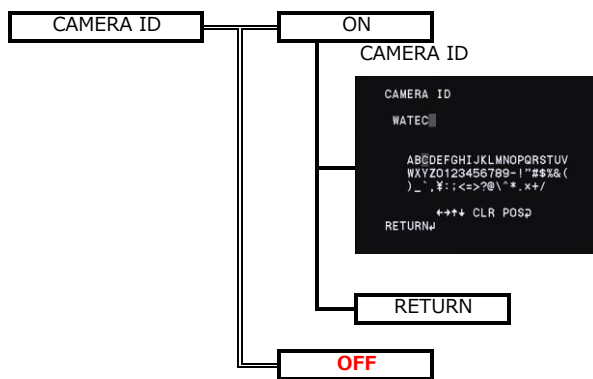 CAMERA ID
ON
CAMERA ID
CAMERA ID
WATEC
ABCDEFGHIJKLMNOPQRSTUV
WXYZ0123456789-!"#$%&(
)_`,¥:;<=>?@\^*.x+/
←→↑↓ CLR POS⊋
RETURN↵
RETURN
OFF